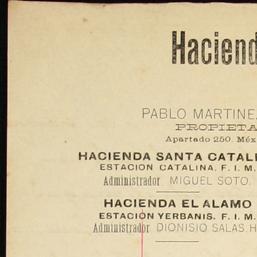 Haciend
PABLO MARTINE
PROPIETA
Apartado 250. Méx
HACIENDA SANTA CATALI
ESTACION CATALINA. F. I. M.
Administrador MIGUEL SOTO.
HACIENDA EL ALAMO
ESTACIÓN YERBANIS. F. I. M.
Administrador DIONISIO SALAS H